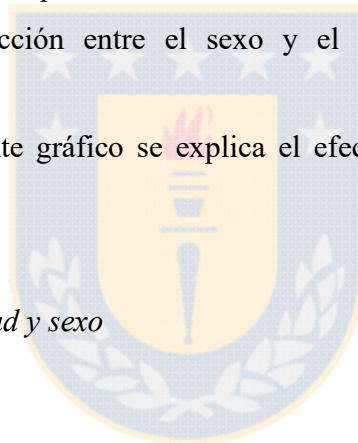 cción entre el sexo y el
te gráfico se explica el efec
ad y sexo